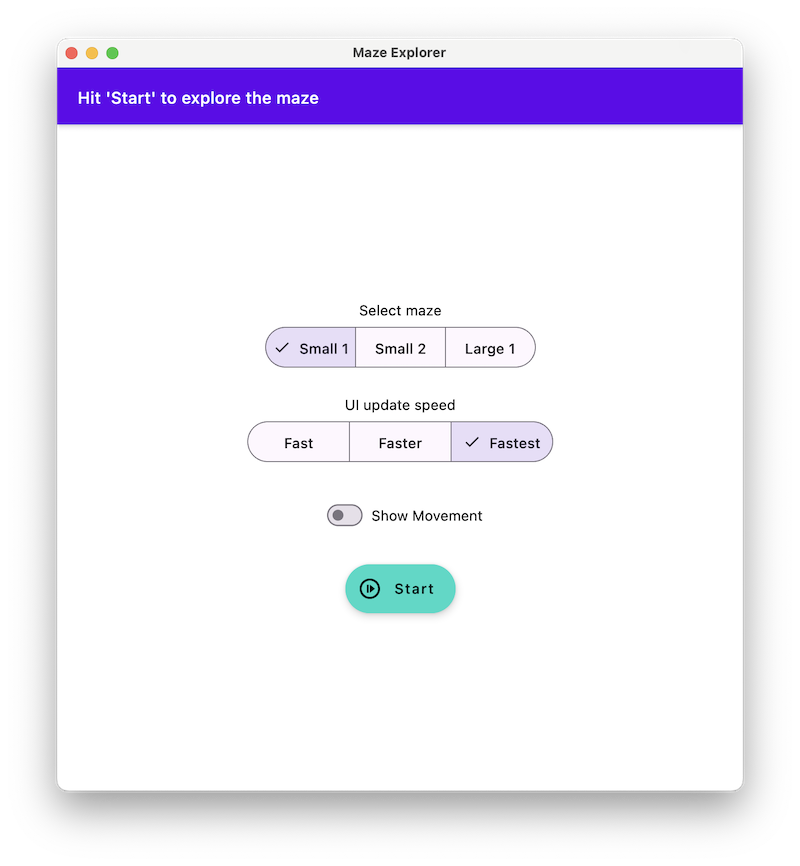 Maze Explorer
Hit 'Start' to explore the maze
Select maze
Small 1 Small 2 Large 1
UI update speed
Fast Faster Fastest
Show Movement
Start